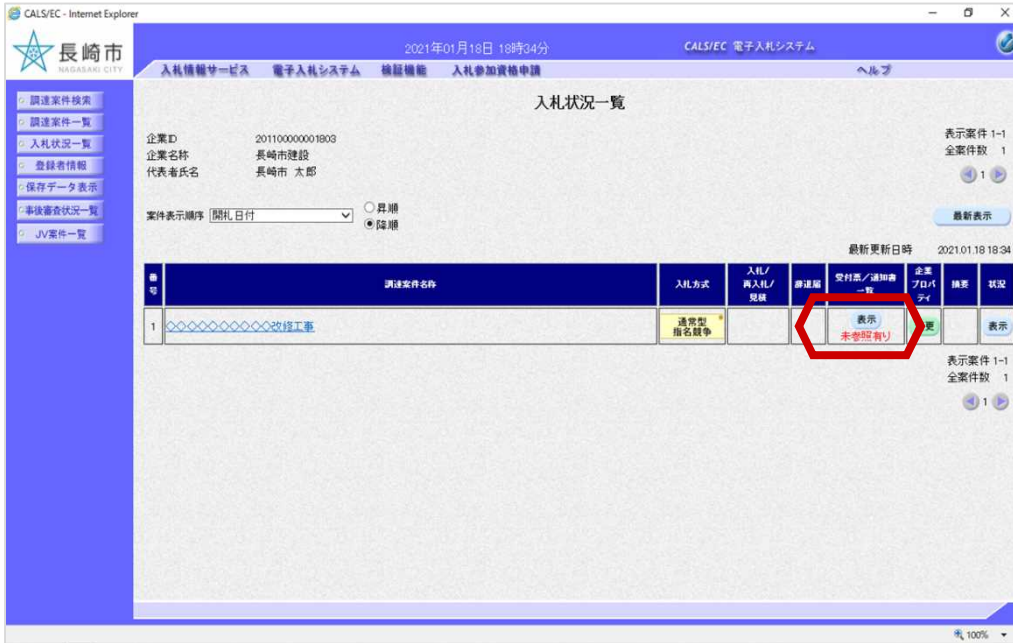 CALS/EC - Internet Explorer
長崎市
NAGASAKI CITY
2021年01月18日 18時34分
CALS/EC 電子入札システム
入札情報サービス 電子入札システム 検証機能 入札参加資格申請 ヘルプ
調達案件検索
調達案件一覧
入札状況一覧
登録者情報
保存データ表示
事後審査状況一覧
JV案件一覧
入札状況一覧
企業ID 201100000001803
企業名称 長崎市建設
代表者氏名 長崎市 太郎
表示案件 1-1
全案件数 1
1
案件表示順序 開札日付
昇順
降順
最新表示
最新更新日時 2021.01.18 18:34
番号 調達案件名称 入札方式 入札/再入札/見積 辞退届 受付票/通知書一覧 企業プロパティ 摘要 状況
1 ◇◇◇◇◇◇◇◇◇◇改修工事 通常型指名競争 表示 未参照有り 更 表示
表示案件 1-1
全案件数 1
1
100%